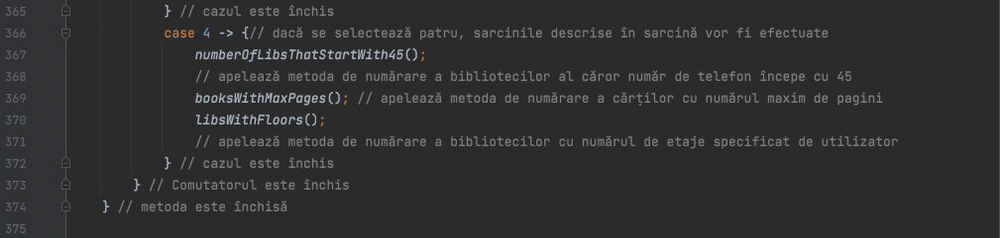 365 } // cazul este închis
366 case 4 -> {// dacă se selectează patru, sarcinile descrise în sarcină vor fi efectuate
367 numberOfLibsThatStartWith45();
368 // apelează metoda de numărare a bibliotecilor al căror număr de telefon începe cu 45
369 booksWithMaxPages(); // apelează metoda de numărare a cărților cu numărul maxim de pagini
370 libsWithFloors();
371 // apelează metoda de numărare a bibliotecilor cu numărul de etaje specificat de utilizator
372 } // cazul este închis
373 } // Comutatorul este închis
374 } // metoda este închisă
375